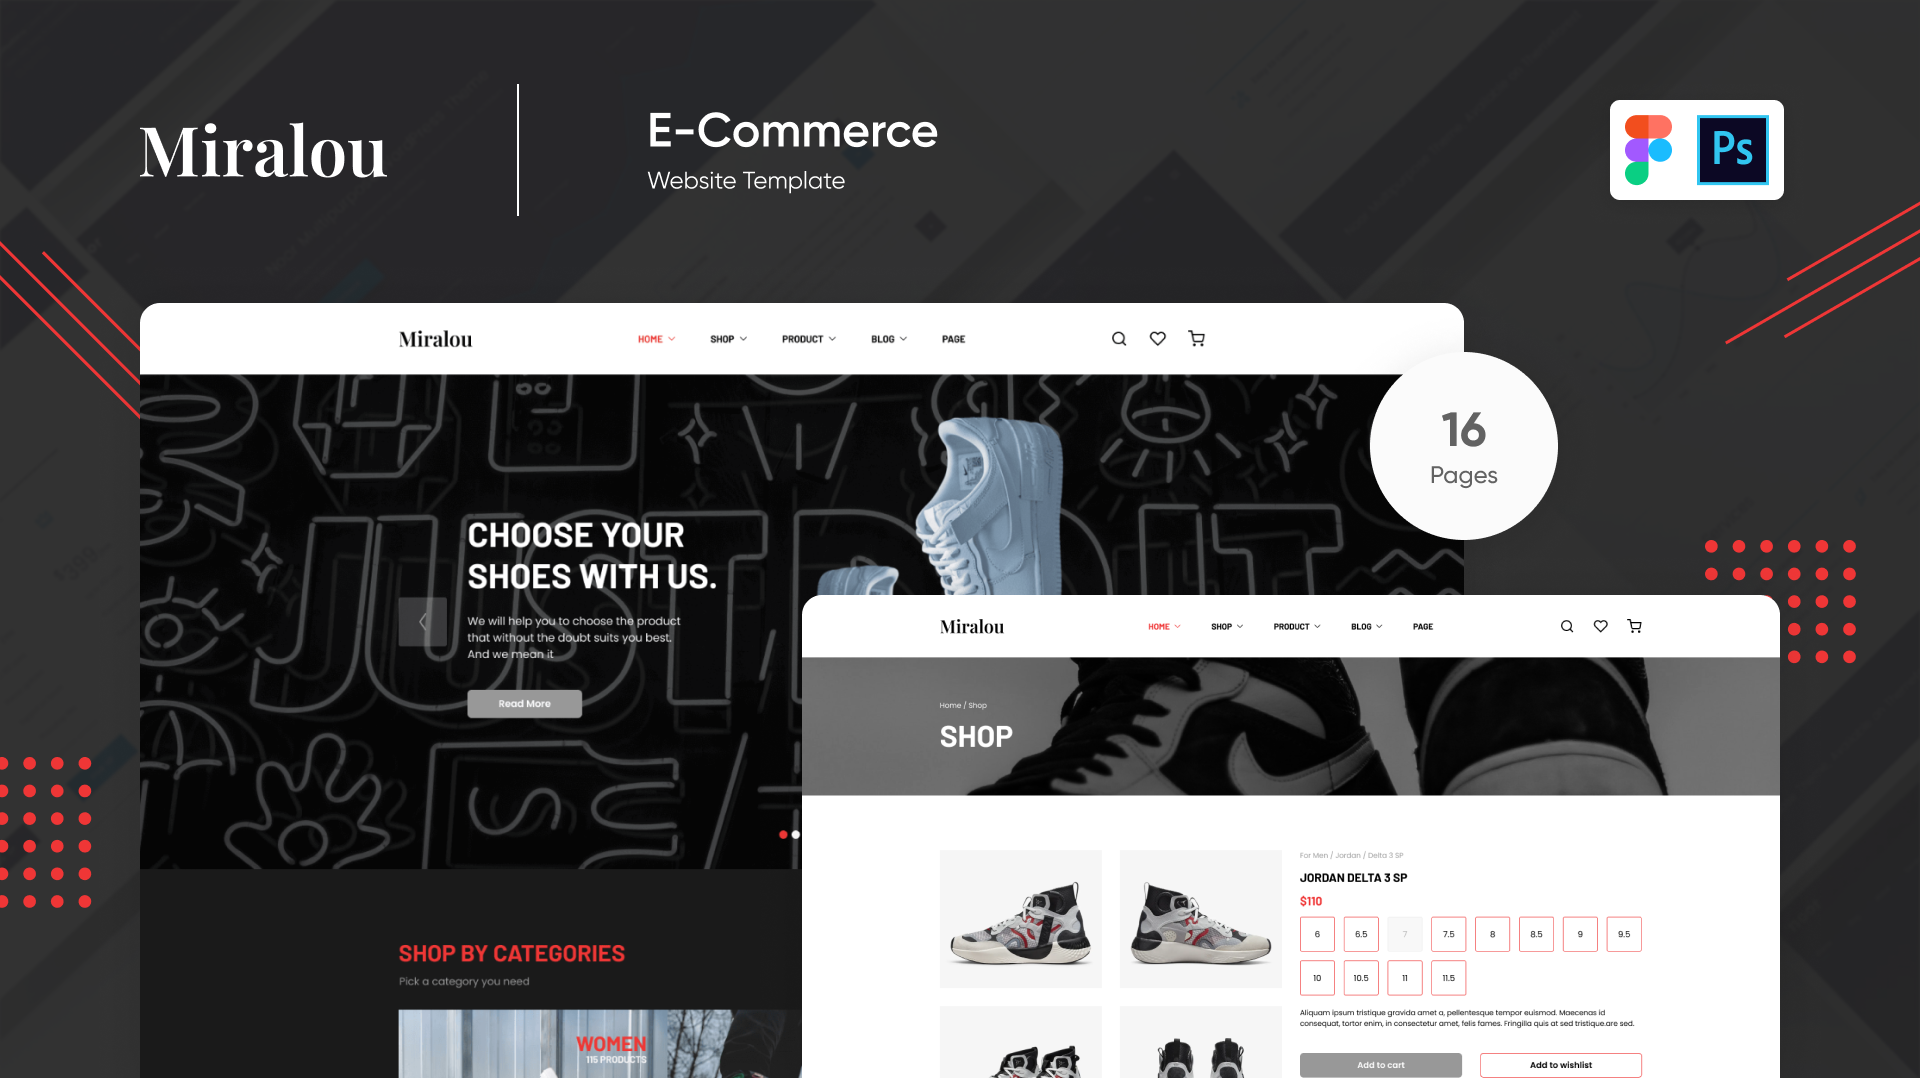 Miralou
E-Commerce
Website Template
Ps
Miralou
HOME
SHOP
PRODUCT
BLOG
PAGE
16
Pages
JUST DO IT
CHOOSE YOUR
SHOES WITH US.
We will help you to choose the product
that without the doubt suits you best.
And we mean it
Read More
SHOP BY CATEGORIES
Pick a category you need
WOMEN
115 PRODUCTS
Miralou
HOME
SHOP
PRODUCT
BLOG
PAGE
Home / Shop
SHOP
For Men / Jordan / Delta 3 SP
JORDAN DELTA 3 SP
$110
6 6.5 7 7.5 8 8.5 9 9.5
10 10.5 11 11.5
Aliquam ipsum tristique gravida amet a, pellentesque tempor euismod. Maecenas id
consequat, tortor enim, in consectetur amet, felis fames. Fringilla quis at sed tristique.are sed.
Add to cart
Add to wishlist